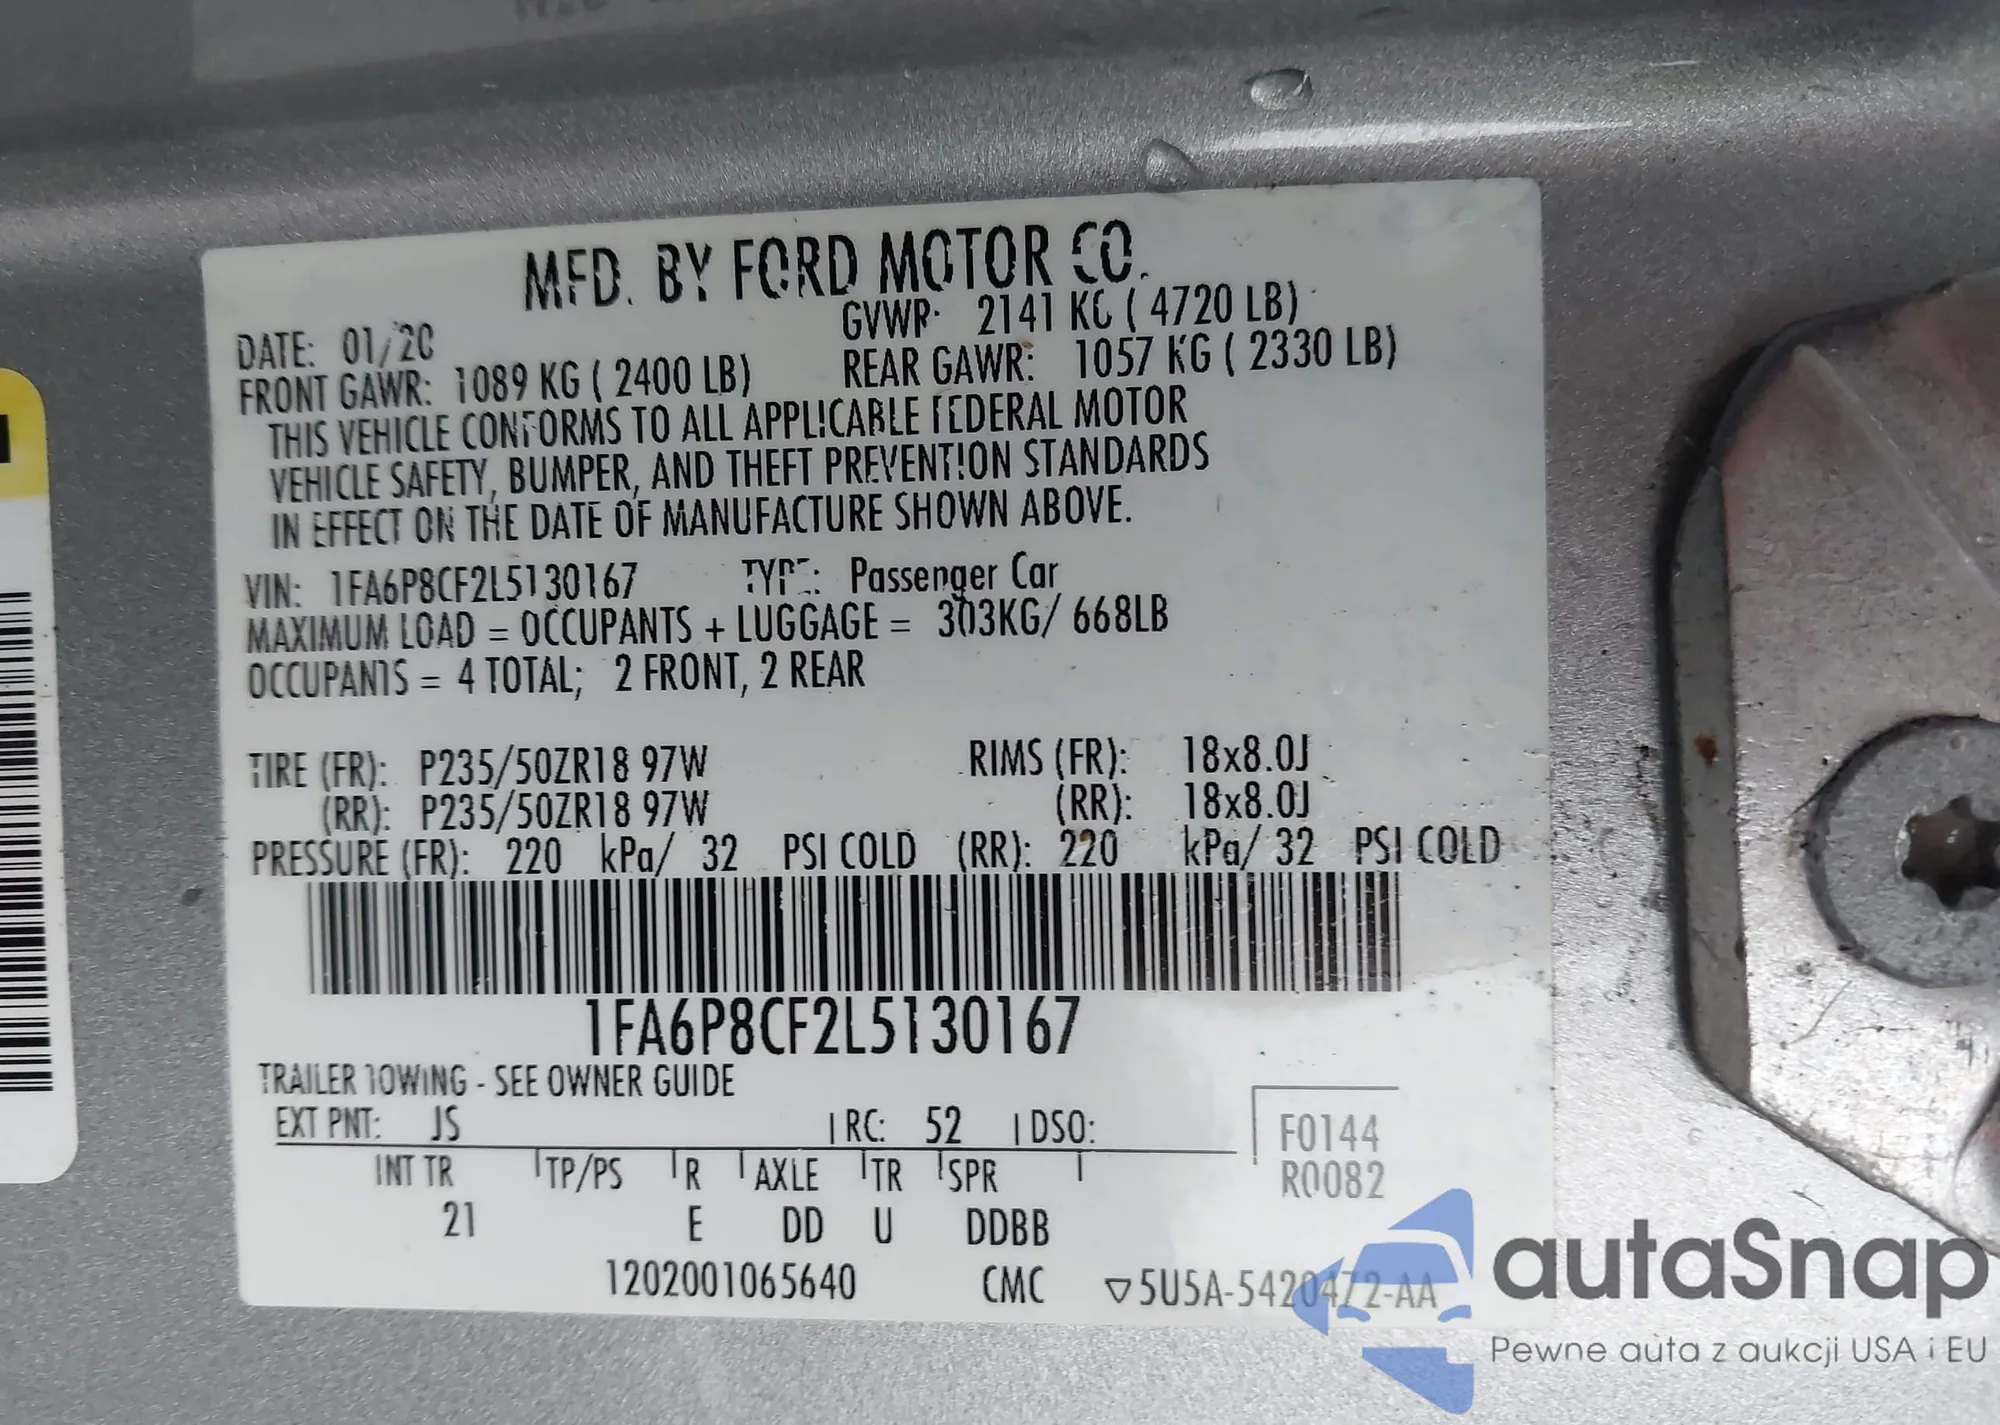 MFD. BY FORD MOTOR CO.
DATE: 01/20
GVWR: 2141 KG ( 4720 LB)
FRONT GAWR: 1089 KG ( 2400 LB)
REAR GAWR: 1057 KG ( 2330 LB)
THIS VEHICLE CONFORMS TO ALL APPLICABLE FEDERAL MOTOR
VEHICLE SAFETY, BUMPER, AND THEFT PREVENTION STANDARDS
IN EFFECT ON THE DATE OF MANUFACTURE SHOWN ABOVE.
VIN: 1FA6P8CF2L5130167 TYPE: Passenger Car
MAXIMUM LOAD = OCCUPANTS + LUGGAGE = 303KG/ 668LB
OCCUPANTS = 4 TOTAL; 2 FRONT, 2 REAR
TIRE (FR): P235/50ZR18 97W RIMS (FR): 18x8.0J
(RR): P235/50ZR18 97W (RR): 18x8.0J
PRESSURE (FR): 220 kPa/ 32 PSI COLD (RR): 220 kPa/ 32 PSI COLD
1FA6P8CF2L5130167
TRAILER TOWING - SEE OWNER GUIDE
EXT PNT: JS RC: 52 DSO:
F0144
R0082
INT TR TP/PS R AXLE TR SPR
21 E DD U DDBB
1202001065640 CMC ▽5U5A-5420472-AA
autaSnap
Pewne auta z aukcji USA i EU